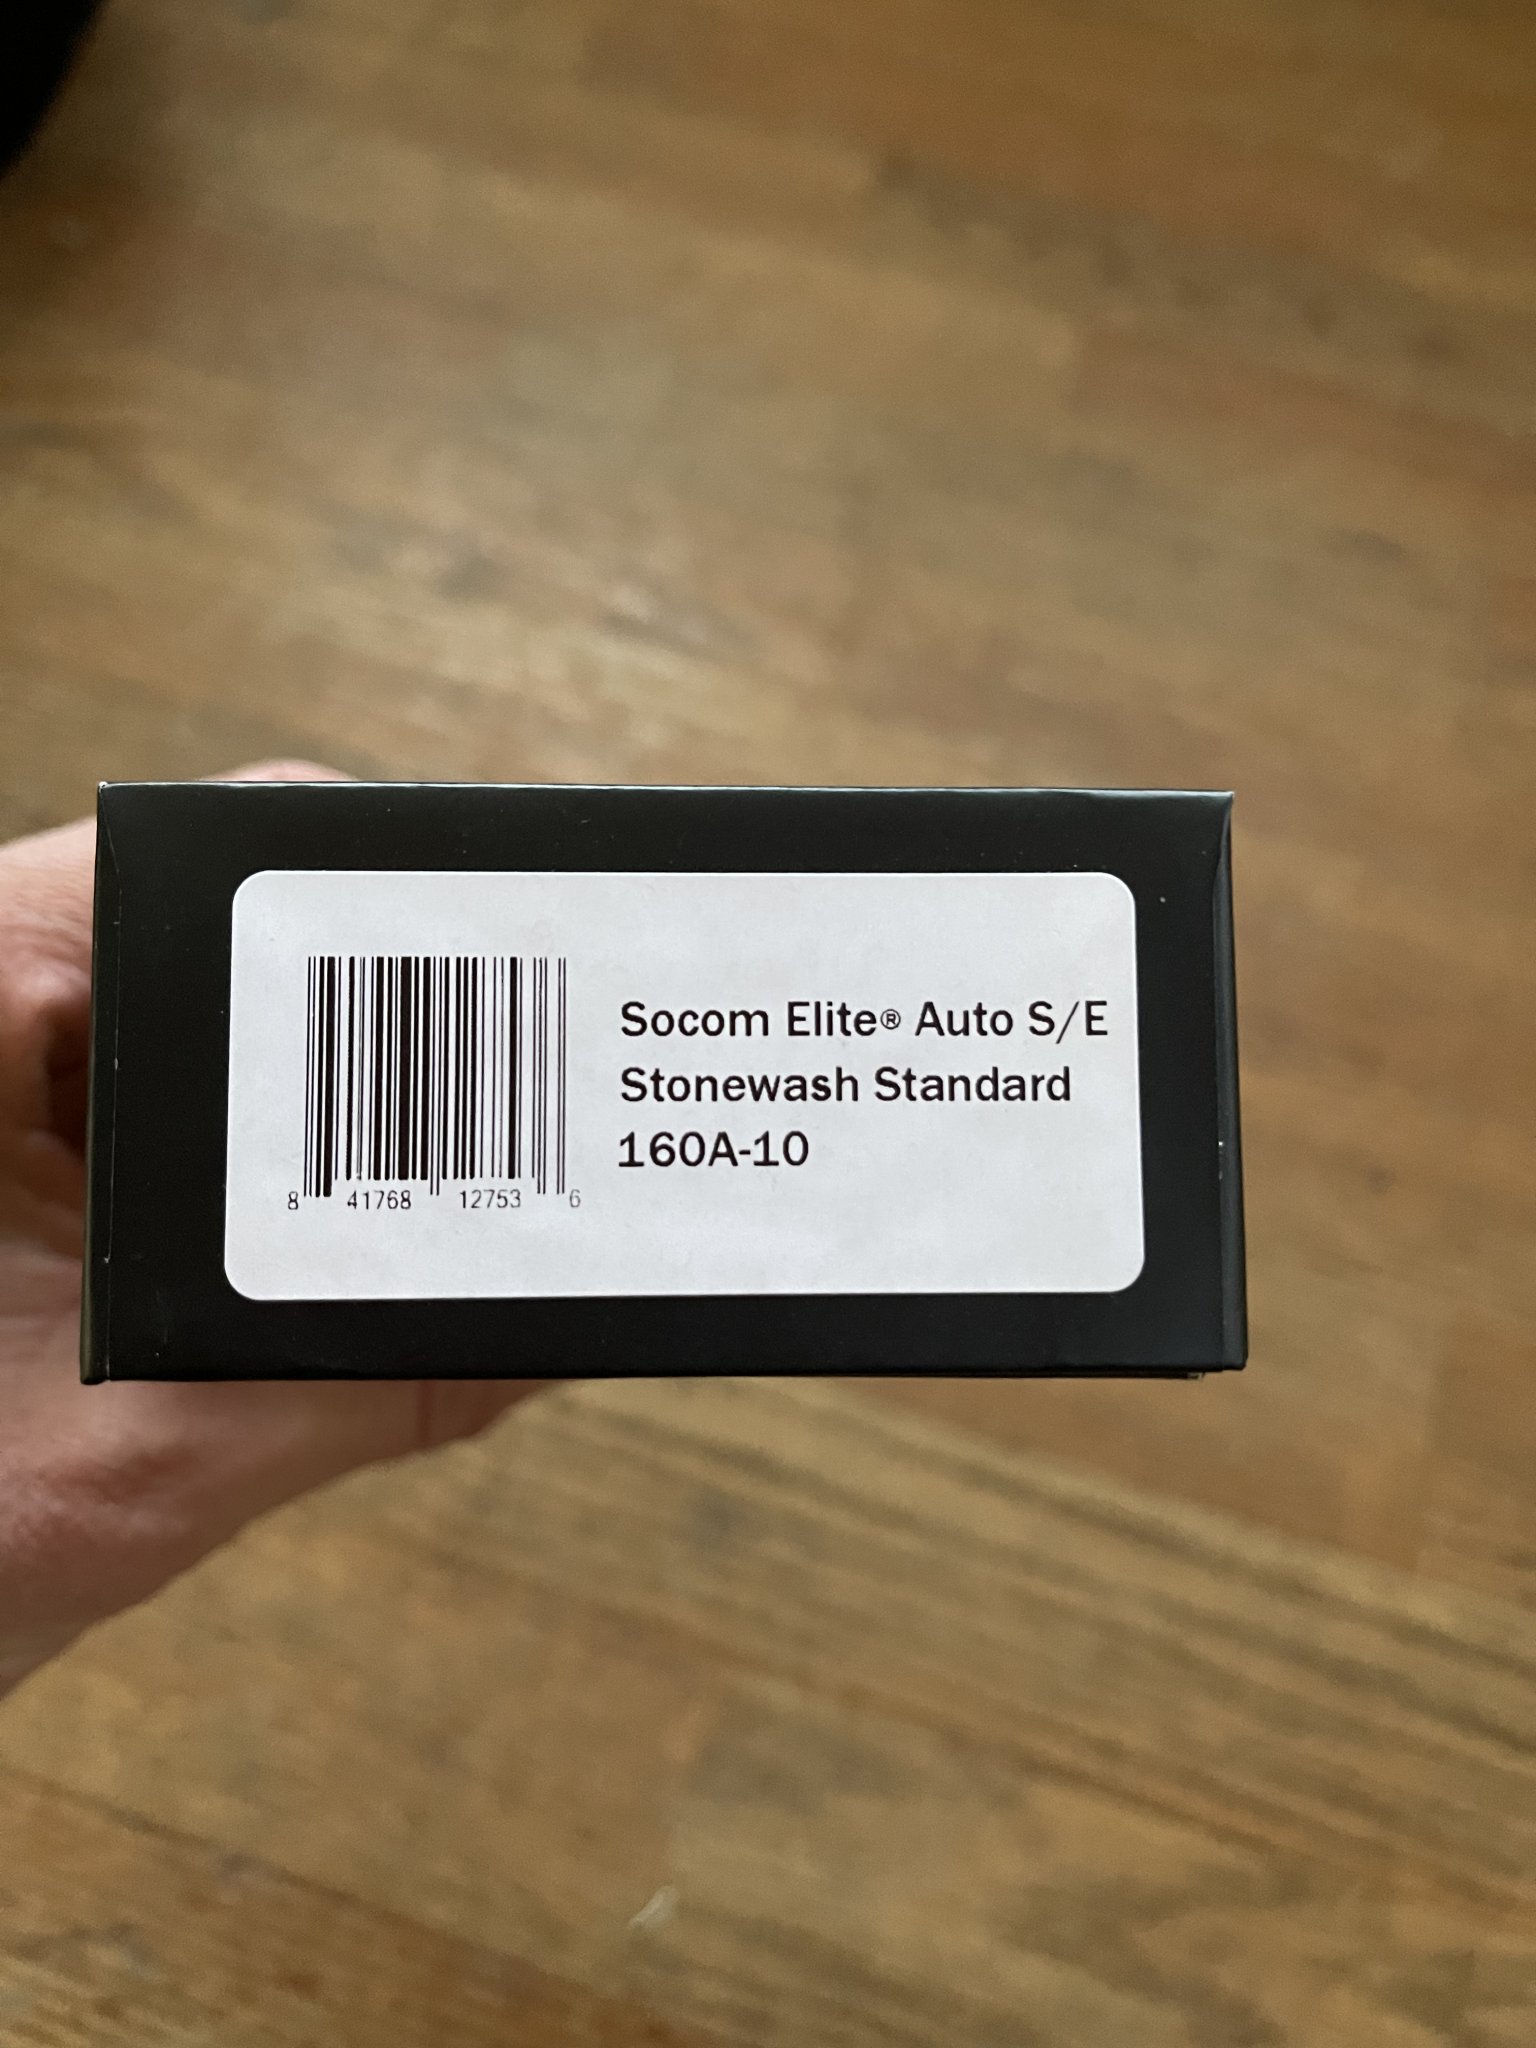 Socom Elite® Auto S/E
Stonewash Standard
160A-10
8 41768 12753 6